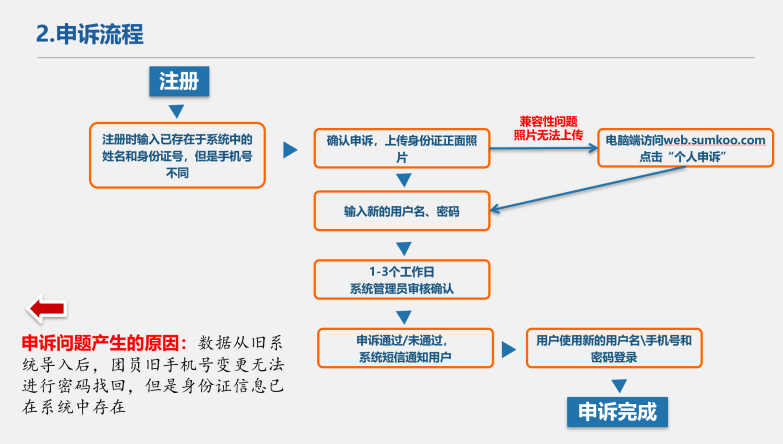 2.申诉流程
注册
注册时输入已存在于系统中的
姓名和身份证号，但是手机号
不同
确认申诉，上传身份证正面照
片
兼容性问题
照片无法上传
电脑端访问web.sumkoo.com
点击“个人申诉”
输入新的用户名、密码
1-3个工作日
系统管理员审核确认
申诉通过/未通过，
系统短信通知用户
用户使用新的用户名\手机号和
密码登录
申诉完成
申诉问题产生的原因：数据从旧系
统导入后，团员旧手机号变更无法
进行密码找回，但是身份证信息已
在系统中存在